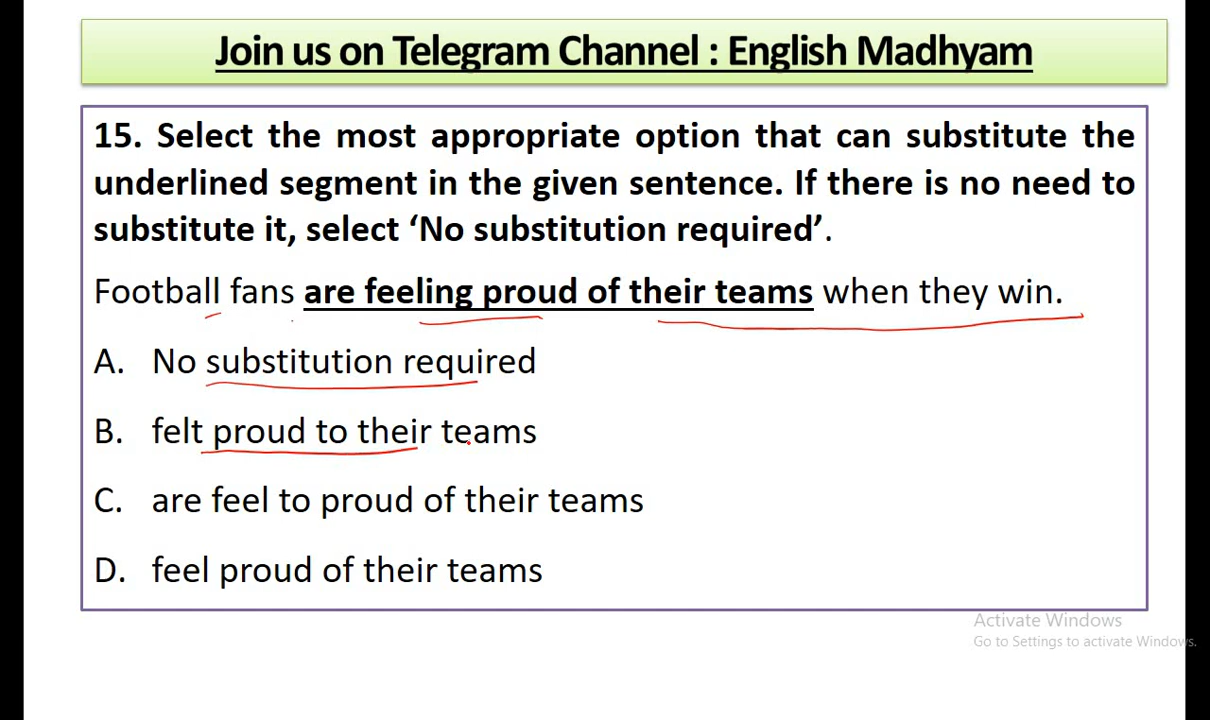 Join us on Telegram Channel : English Madhyam
15. Select the most appropriate option that can substitute the
underlined segment in the given sentence. If there is no need to
substitute it, select ‘No substitution required’.
Football fans are feeling proud of their teams when they win.
A. No substitution required
B. felt proud to their teams
C. are feel to proud of their teams
D. feel proud of their teams
Activate Windows
Go to Settings to activate Windows.